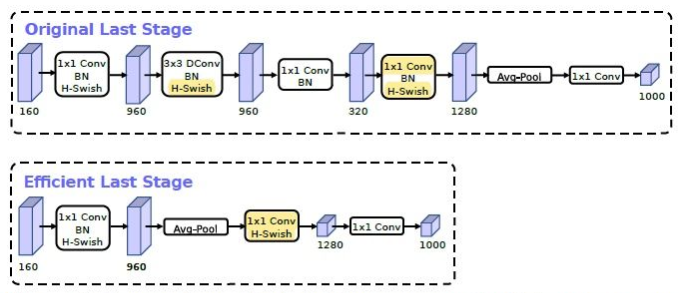 Original Last Stage
1x1 Conv
BN
H-Swish
3x3 DConv
BN
H-Swish
1x1 Conv
BN
1x1 Conv
BN
H-Swish
Avg-Pool
1x1 Conv
160
960
960
320
1280
1000
Efficient Last Stage
1x1 Conv
BN
H-Swish
Avg-Pool
1x1 Conv
H-Swish
1x1 Conv
160
960
1280
1000